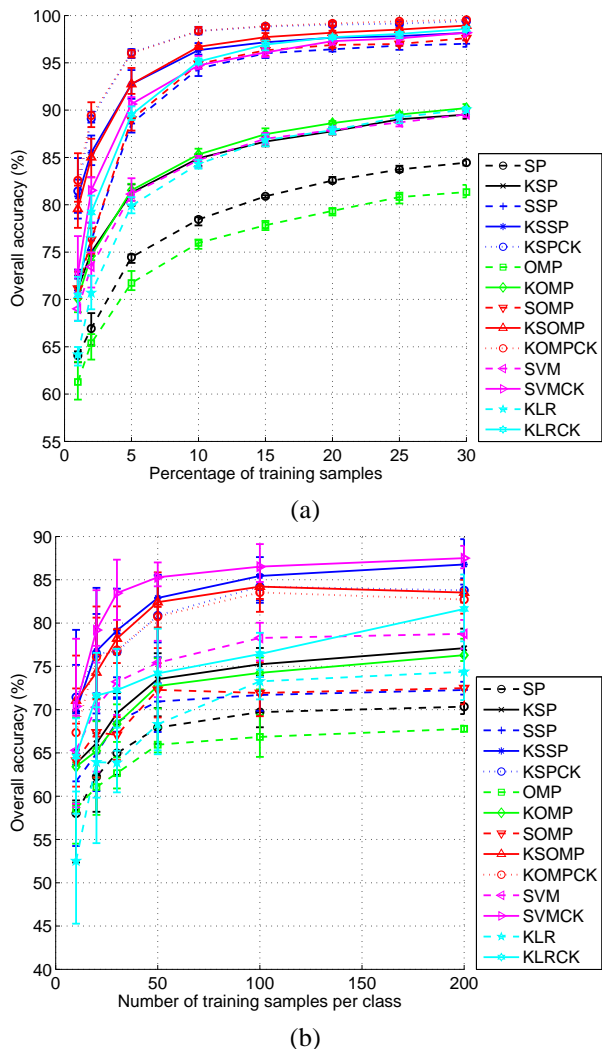 100
95
90
85
80
75
70
65
60
55
0
5
10
15
20
25
30
Overall accuracy (%)
Percentage of training samples
SP
KSP
SSP
KSSP
KSPCK
OMP
KOMP
SOMP
KSOMP
KOMPCK
SVM
SVMCK
KLR
KLRCK
(a)
90
85
80
75
70
65
60
55
50
45
40
0
50
100
150
200
Overall accuracy (%)
Number of training samples per class
SP
KSP
SSP
KSSP
KSPCK
OMP
KOMP
SOMP
KSOMP
KOMPCK
SVM
SVMCK
KLR
KLRCK
(b)